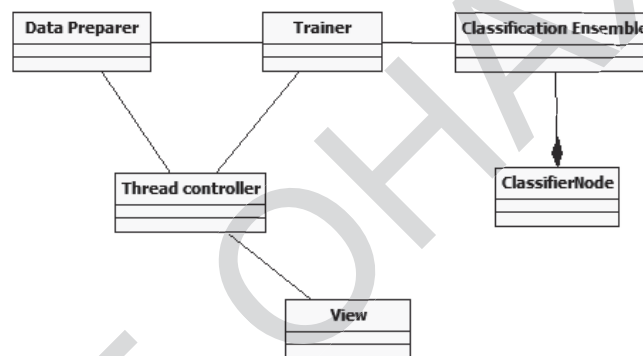 Data Preparer
Trainer
Classification Ensemble
Thread controller
ClassifierNode
View